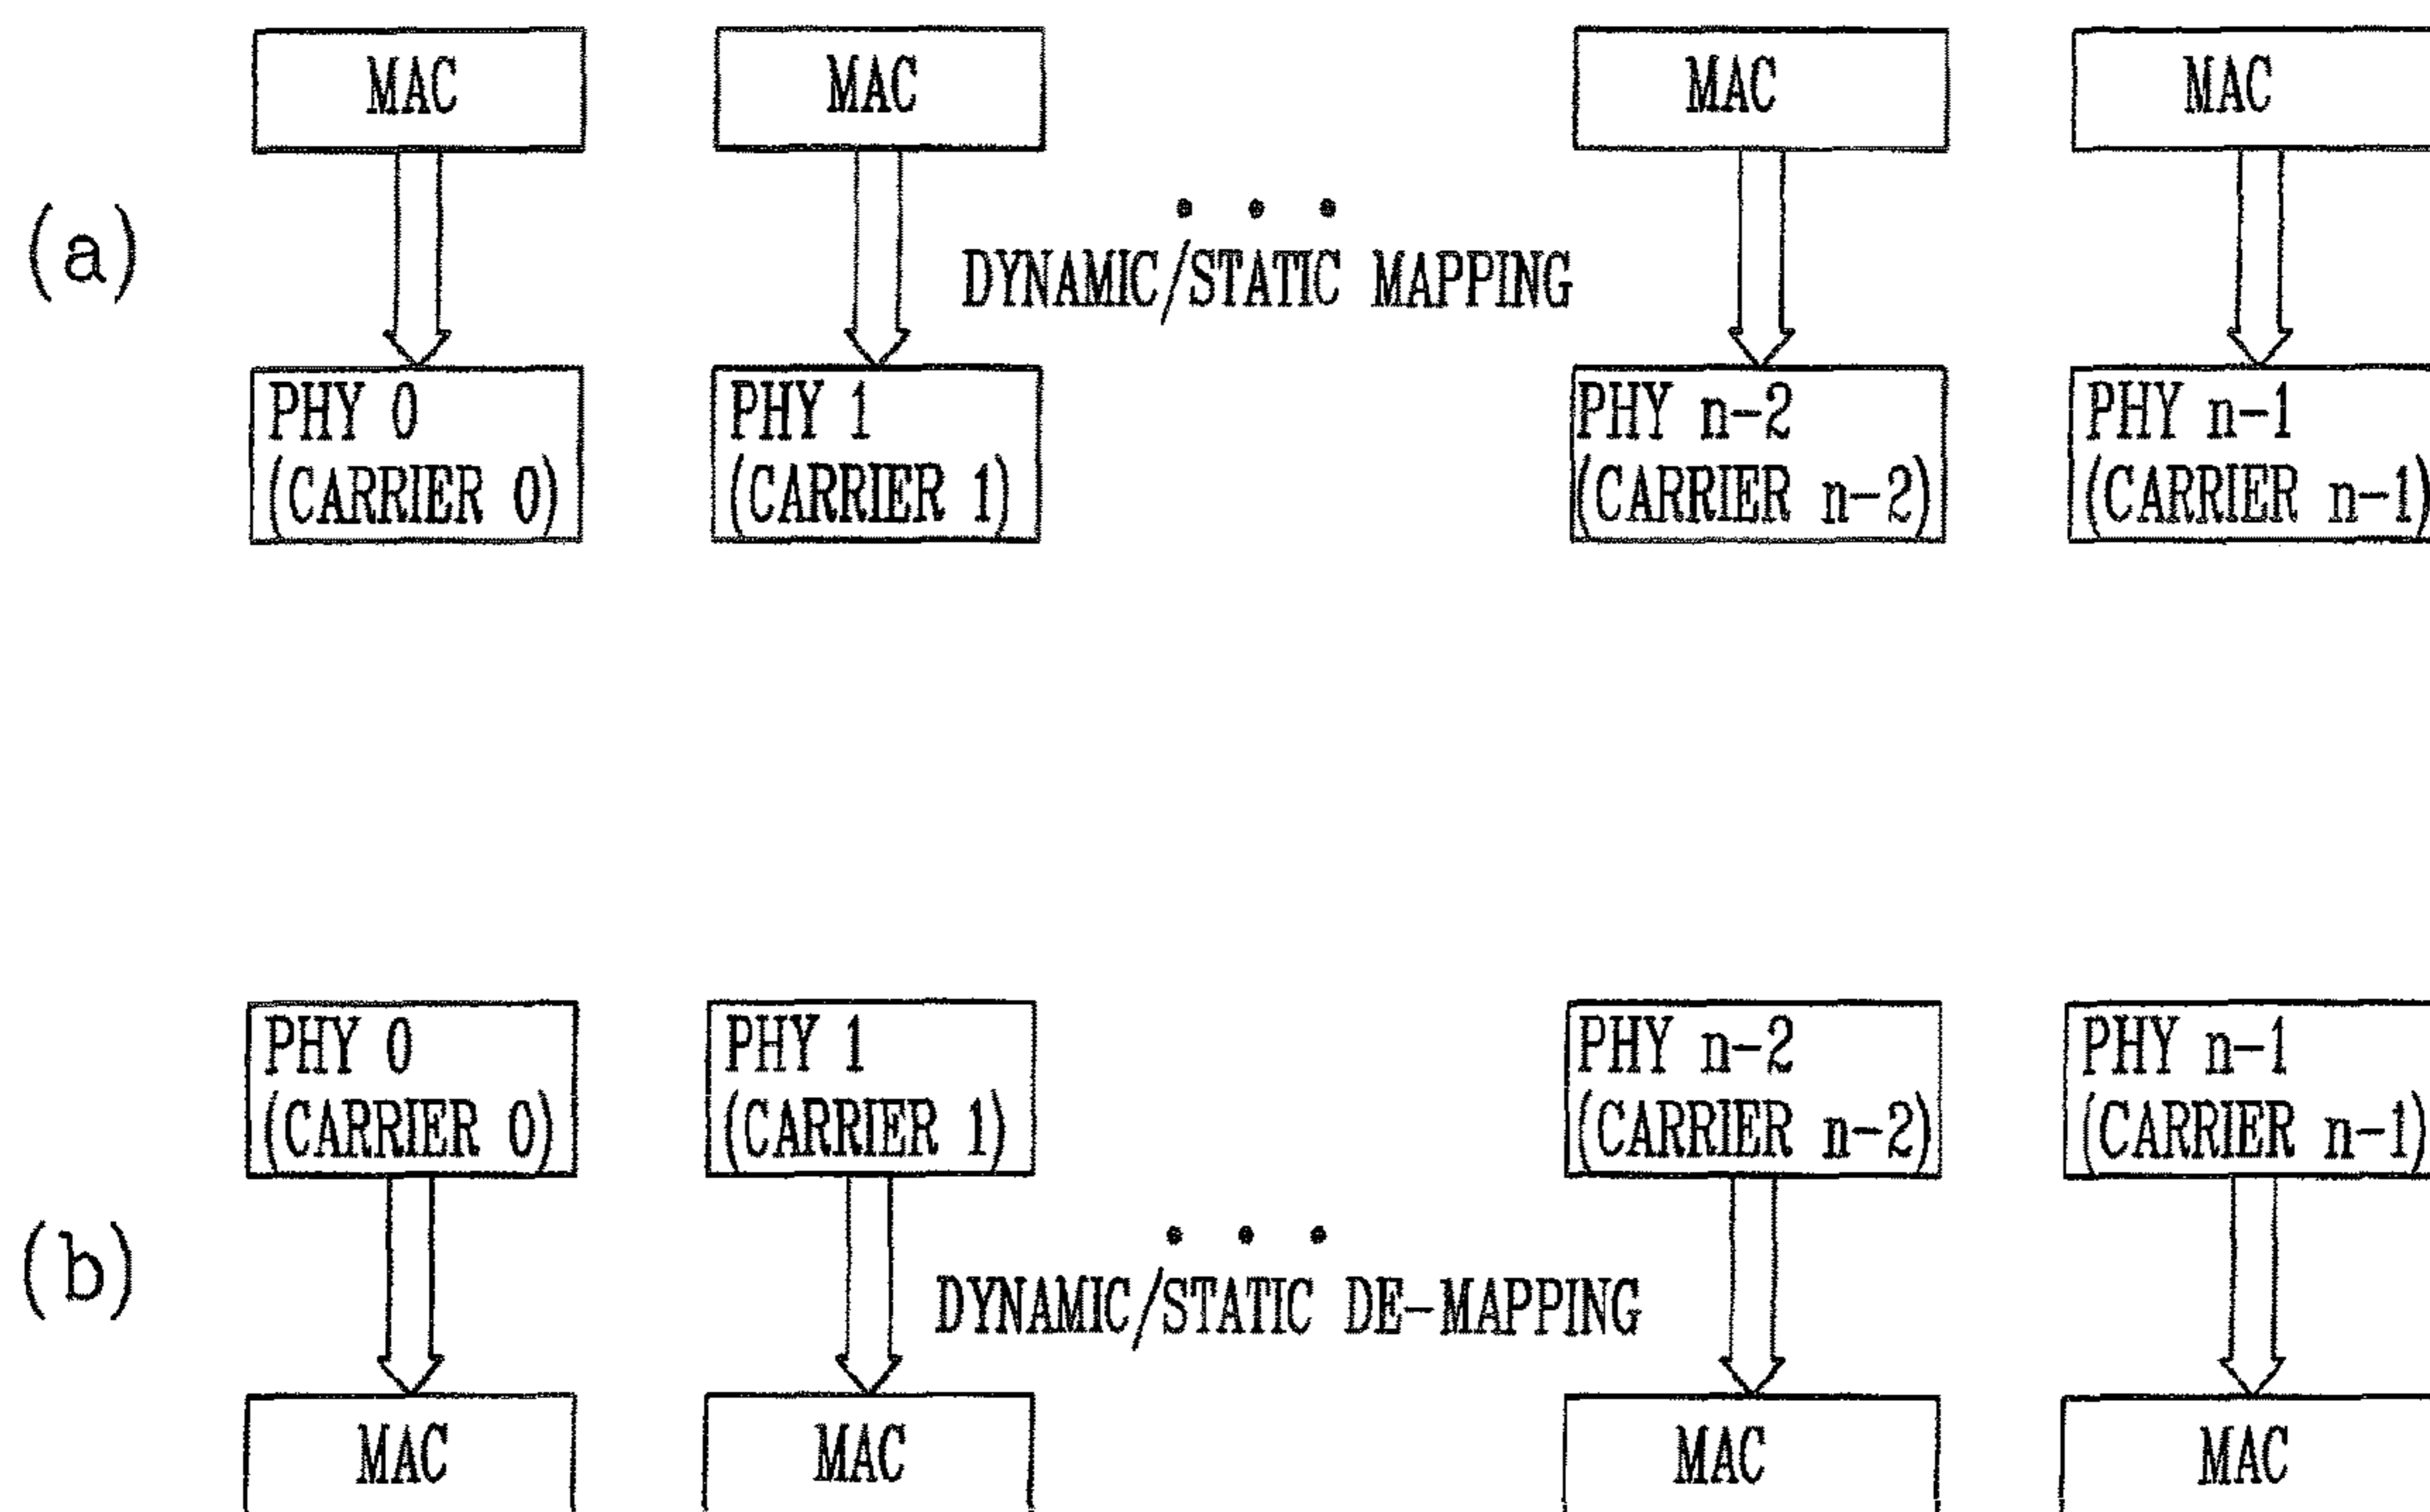 MAC MAC MAC MAC
(a)
• • •
DYNAMIC/STATIC MAPPING
PHY 0 PHY 1 PHY n-2 PHY n-1
(CARRIER 0) (CARRIER 1) (CARRIER n-2) (CARRIER n-1)
PHY 0 PHY 1 PHY n-2 PHY n-1
(CARRIER 0) (CARRIER 1) (CARRIER n-2) (CARRIER n-1)
(b)
• • •
DYNAMIC/STATIC DE-MAPPING
MAC MAC MAC MAC